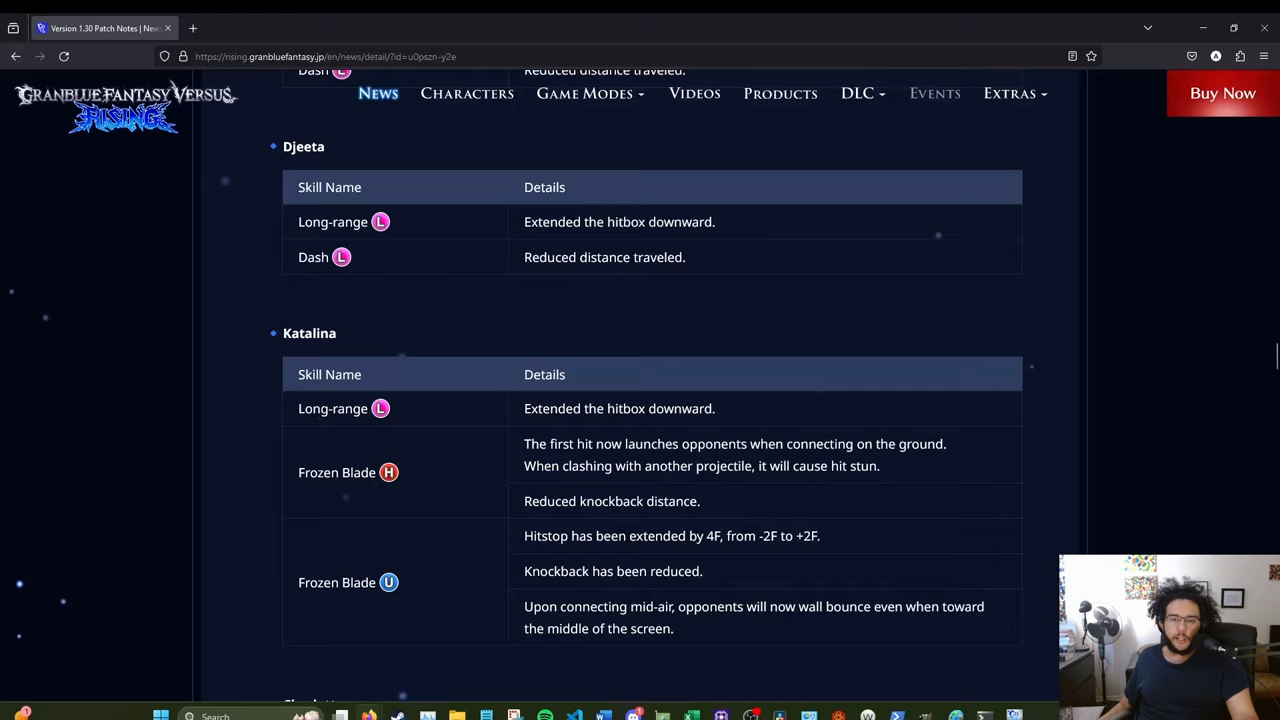 Version 1.30 Patch Notes | New
https://rising.granbluefantasy.jp/en/news/detail/?id=u0pszn-y2e
GRANBLUE FANTASY VERSUS
RISING
NEWS
CHARACTERS
GAME MODES
VIDEOS
PRODUCTS
DLC
EVENTS
EXTRAS
Buy Now
Dash L
Reduced distance traveled.
Djeeta
Skill Name
Details
Long-range L
Extended the hitbox downward.
Dash L
Reduced distance traveled.
Katalina
Skill Name
Details
Long-range L
Extended the hitbox downward.
Frozen Blade H
The first hit now launches opponents when connecting on the ground.
When clashing with another projectile, it will cause hit stun.
Reduced knockback distance.
Frozen Blade U
Hitstop has been extended by 4F, from -2F to +2F.
Knockback has been reduced.
Upon connecting mid-air, opponents will now wall bounce even when toward
the middle of the screen.
Search